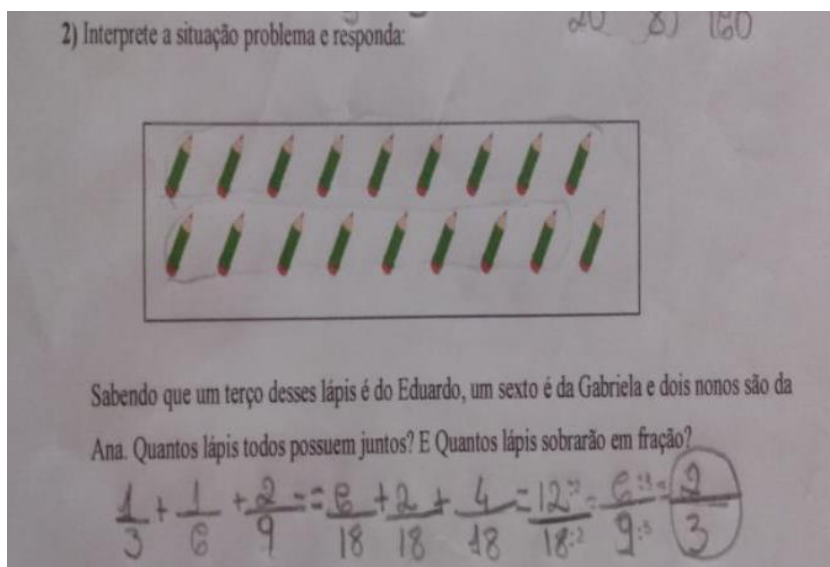 20 8) 160
2) Interprete a situação problema e responda:
Sabendo que um terço desses lápis é do Eduardo, um sexto é da Gabriela e dois nonos são da
Ana. Quantos lápis todos possuem juntos? E Quantos lápis sobrarão em fração?
1/3 + 1/6 + 2/9 = = 6/18 + 2/18 + 4/18 = 12:2/18:2 = 6:3/9:3 = 2/3